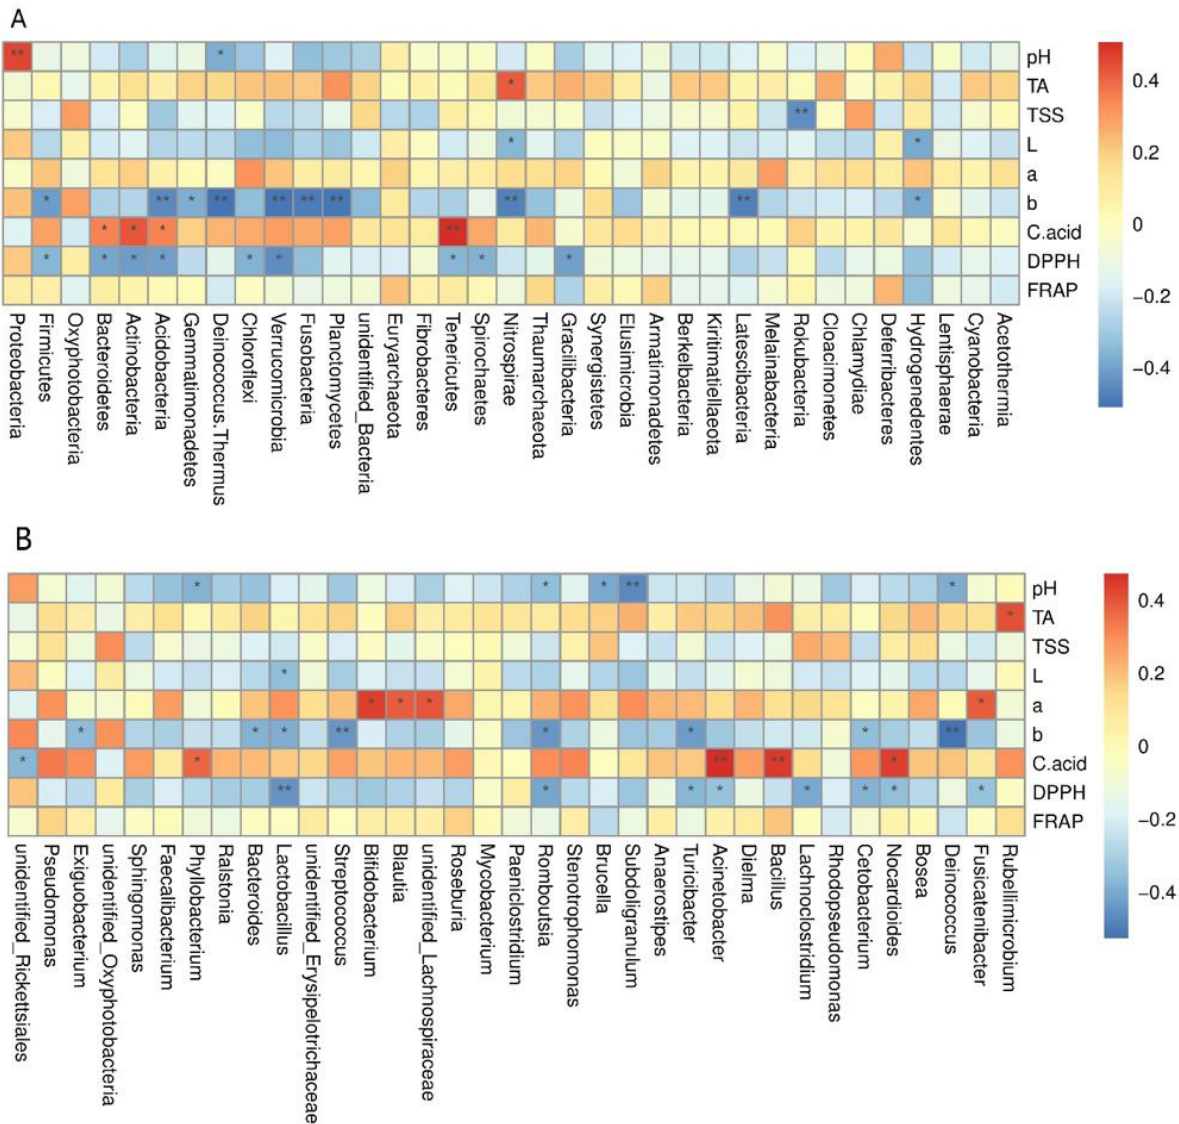 A
** * pH
* TA
** TSS
* * L
a
* ** * ** ** ** ** ** ** * b
* * * ** C.acid
* * * * * * * * * DPPH
FRAP
0.4
0.2
0
−0.2
−0.4
Proteobacteria
Firmicutes
Oxyphotobacteria
Bacteroidetes
Actinobacteria
Acidobacteria
Gemmatimonadetes
Deinococcus.Thermus
Chloroflexi
Verrucomicrobia
Fusobacteria
Planctomycetes
unidentified_Bacteria
Euryarchaeota
Fibrobacteres
Tenericutes
Spirochaetes
Nitrospirae
Thaumarchaeota
Gracilibacteria
Synergistetes
Elusimicrobia
Armatimonadetes
Berkelbacteria
Kiritimatiellaeota
Latescibacteria
Melainabacteria
Rokubacteria
Cloacimonetes
Chlamydiae
Deferribacteres
Hydrogenedentes
Lentisphaerae
Cyanobacteria
Acetothermia
B
* * * ** * pH
* TA
TSS
* L
* * * * a
* * * ** * * * ** b
* * ** ** * C.acid
** * * * * * * * DPPH
FRAP
0.4
0.2
0
−0.2
−0.4
unidentified_Rickettsiales
Pseudomonas
Exiguobacterium
unidentified_Oxyphotobacteria
Sphingomonas
Faecalibacterium
Phyllobacterium
Ralstonia
Bacteroides
Lactobacillus
unidentified_Erysipelotrichaceae
Streptococcus
Bifidobacterium
Blautia
unidentified_Lachnospiraceae
Roseburia
Mycobacterium
Paeniclostridium
Romboutsia
Stenotrophomonas
Brucella
Subdoligranulum
Anaerostipes
Turicibacter
Acinetobacter
Dielma
Bacillus
Lachnoclostridium
Rhodopseudomonas
Cetobacterium
Nocardioides
Bosea
Deinococcus
Fusicatenibacter
Rubellimicrobium